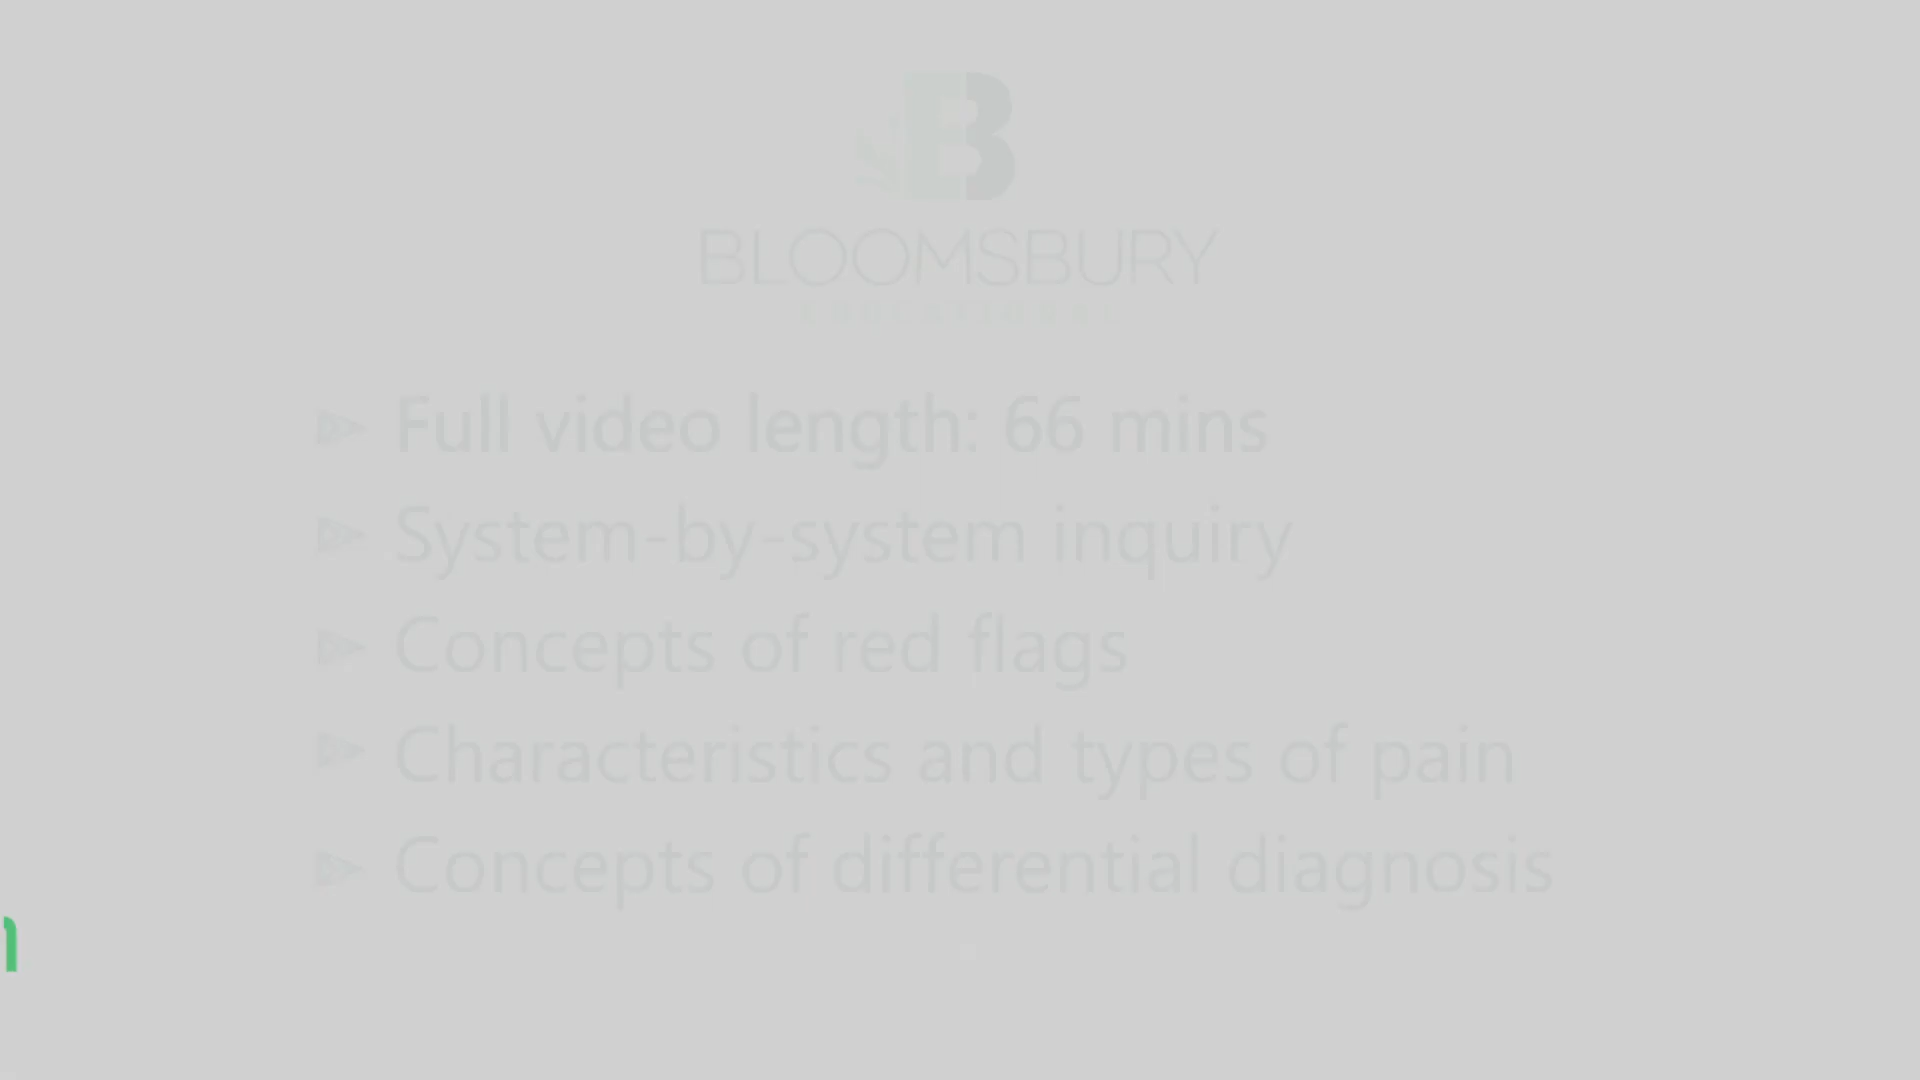 B
BLOOMSBURY
EDUCATIONAL
Full video length: 66 mins
System-by-system inquiry
Concepts of red flags
Characteristics and types of pain
Concepts of differential diagnosis